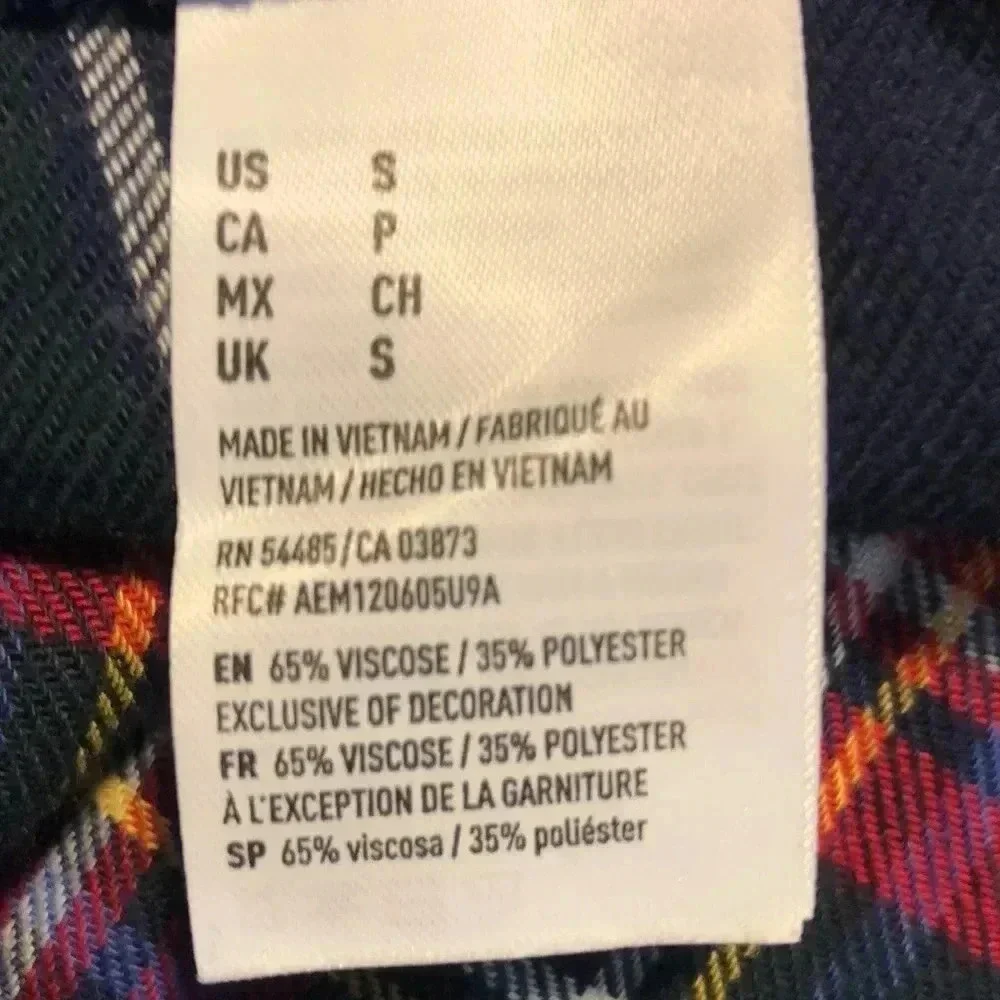 US S
CA P
MX CH
UK S
MADE IN VIETNAM / FABRIQUÉ AU
VIETNAM / HECHO EN VIETNAM
RN 54485/CA 03873
RFC# AEM120605U9A
EN 65% VISCOSE / 35% POLYESTER
EXCLUSIVE OF DECORATION
FR 65% VISCOSE / 35% POLYESTER
À L'EXCEPTION DE LA GARNITURE
SP 65% viscosa / 35% poliéster